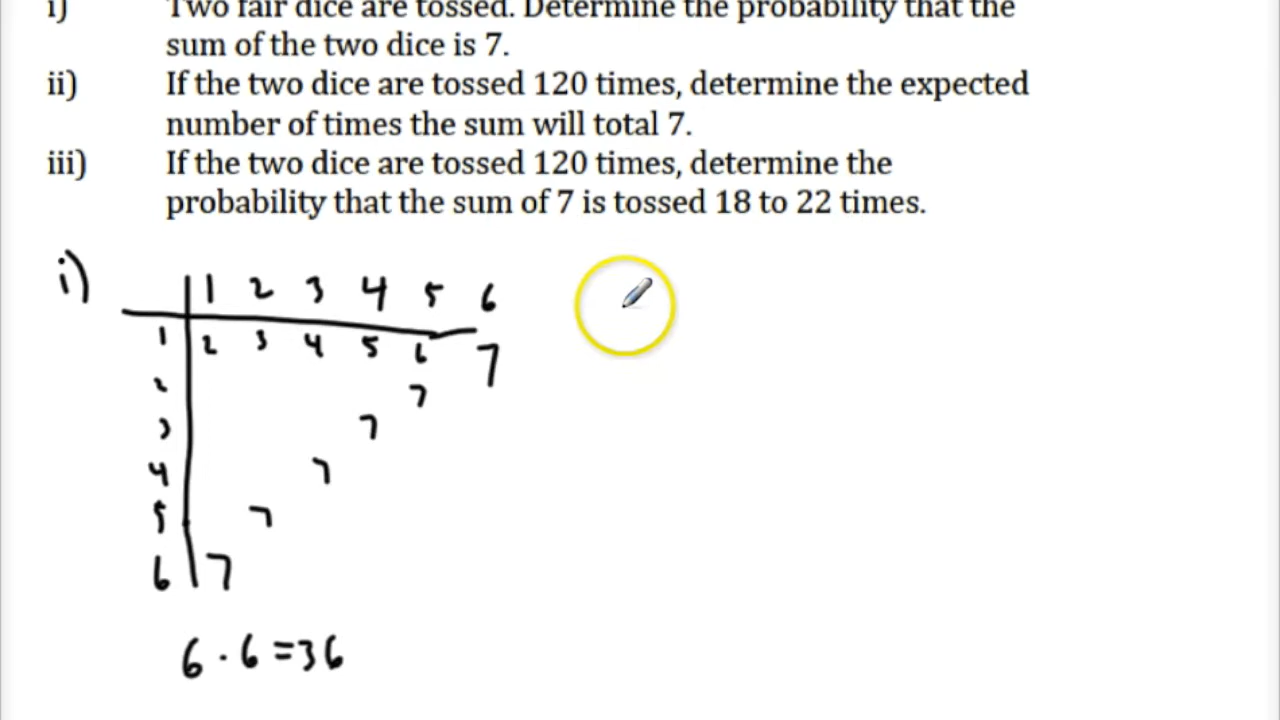 i) Two fair dice are tossed. Determine the probability that the
sum of the two dice is 7.
ii) If the two dice are tossed 120 times, determine the expected
number of times the sum will total 7.
iii) If the two dice are tossed 120 times, determine the
probability that the sum of 7 is tossed 18 to 22 times.
i)
1 2 3 4 5 6
1 2 3 4 5 6 7
2 7
3 7
4 7
5 7
6 7
6 · 6 = 36